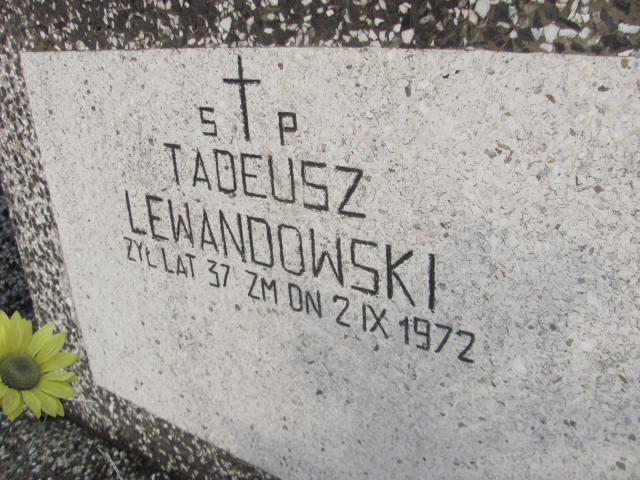 S P
TADEUSZ
LEWANDOWSKI
ŻYŁ LAT 37 ZM DN 2 IX 1972